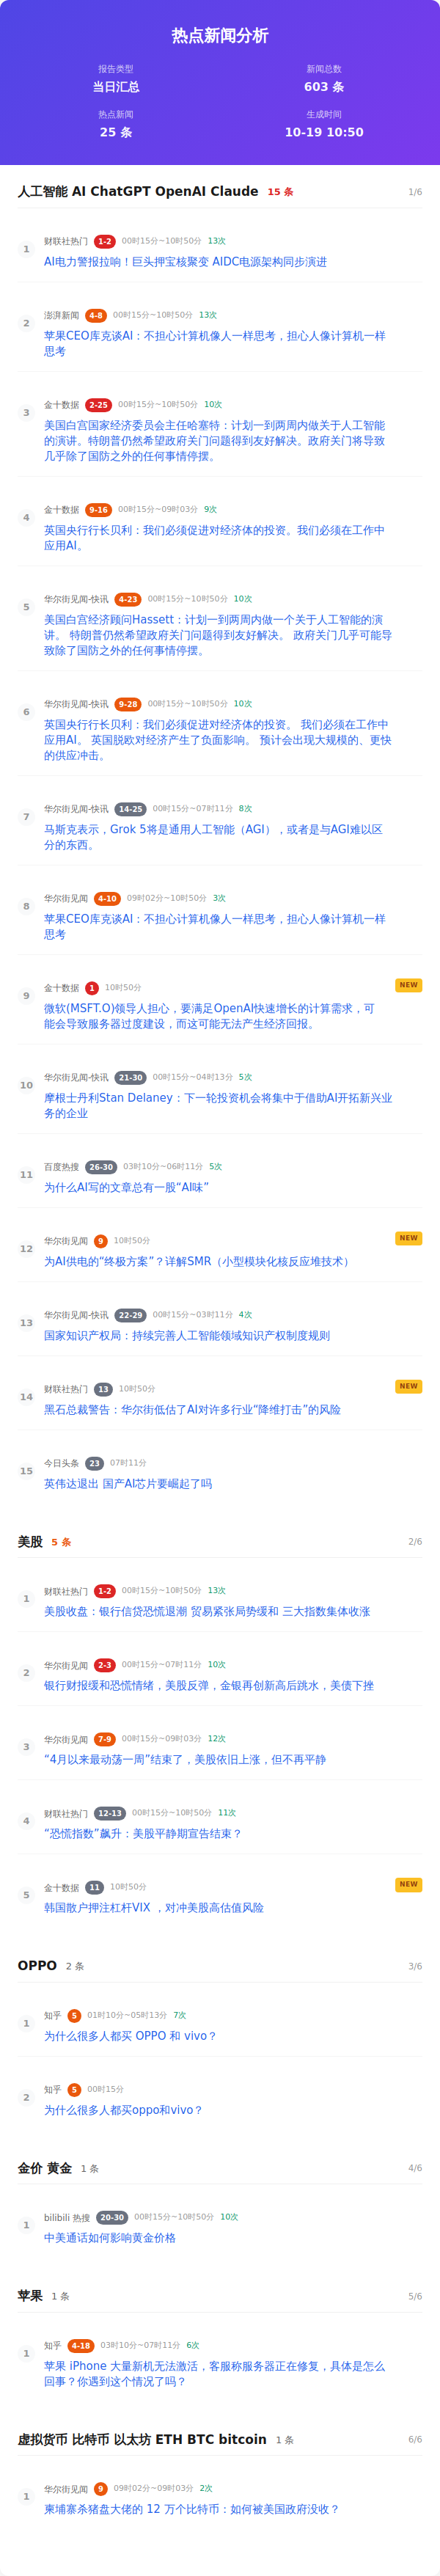 热点新闻分析
报告类型
新闻总数
当日汇总
603 条
热点新闻
生成时间
25 条
10-19 10:50
人工智能 AI ChatGPT OpenAI Claude 15 条 1/6
1
财联社热门 1-2 00时15分~10时50分 13次
AI电力警报拉响！巨头押宝核聚变 AIDC电源架构同步演进
2
澎湃新闻 4-8 00时15分~10时50分 13次
苹果CEO库克谈AI：不担心计算机像人一样思考，担心人像计算机一样
思考
3
金十数据 2-25 00时15分~10时50分 10次
美国白宫国家经济委员会主任哈塞特：计划一到两周内做关于人工智能
的演讲。特朗普仍然希望政府关门问题得到友好解决。政府关门将导致
几乎除了国防之外的任何事情停摆。
4
金十数据 9-16 00时15分~09时03分 9次
英国央行行长贝利：我们必须促进对经济体的投资。我们必须在工作中
应用AI。
5
华尔街见闻-快讯 4-23 00时15分~10时50分 10次
美国白宫经济顾问Hassett：计划一到两周内做一个关于人工智能的演
讲。 特朗普仍然希望政府关门问题得到友好解决。 政府关门几乎可能导
致除了国防之外的任何事情停摆。
6
华尔街见闻-快讯 9-28 00时15分~10时50分 10次
英国央行行长贝利：我们必须促进对经济体的投资。 我们必须在工作中
应用AI。 英国脱欧对经济产生了负面影响。 预计会出现大规模的、更快
的供应冲击。
7
华尔街见闻-快讯 14-25 00时15分~07时11分 8次
马斯克表示，Grok 5将是通用人工智能（AGI），或者是与AGI难以区
分的东西。
8
华尔街见闻 4-10 09时02分~10时50分 3次
苹果CEO库克谈AI：不担心计算机像人一样思考，担心人像计算机一样
思考
9
金十数据 1 10时50分 NEW
微软(MSFT.O)领导人担心，要满足OpenAI快速增长的计算需求，可
能会导致服务器过度建设，而这可能无法产生经济回报。
10
华尔街见闻-快讯 21-30 00时15分~04时13分 5次
摩根士丹利Stan Delaney：下一轮投资机会将集中于借助AI开拓新兴业
务的企业
11
百度热搜 26-30 03时10分~06时11分 5次
为什么AI写的文章总有一股“AI味”
12
华尔街见闻 9 10时50分 NEW
为AI供电的“终极方案”？详解SMR（小型模块化核反应堆技术）
13
华尔街见闻-快讯 22-29 00时15分~03时11分 4次
国家知识产权局：持续完善人工智能领域知识产权制度规则
14
财联社热门 13 10时50分 NEW
黑石总裁警告：华尔街低估了AI对许多行业“降维打击”的风险
15
今日头条 23 07时11分
英伟达退出 国产AI芯片要崛起了吗
美股 5 条 2/6
1
财联社热门 1-2 00时15分~10时50分 13次
美股收盘：银行信贷恐慌退潮 贸易紧张局势缓和 三大指数集体收涨
2
华尔街见闻 2-3 00时15分~07时11分 10次
银行财报缓和恐慌情绪，美股反弹，金银再创新高后跳水，美债下挫
3
华尔街见闻 7-9 00时15分~09时03分 12次
“4月以来最动荡一周”结束了，美股依旧上涨，但不再平静
4
财联社热门 12-13 00时15分~10时50分 11次
“恐慌指数”飙升：美股平静期宣告结束？
5
金十数据 11 10时50分 NEW
韩国散户押注杠杆VIX ，对冲美股高估值风险
OPPO 2 条 3/6
1
知乎 5 01时10分~05时13分 7次
为什么很多人都买 OPPO 和 vivo？
2
知乎 5 00时15分
为什么很多人都买oppo和vivo？
金价 黄金 1 条 4/6
1
bilibili 热搜 20-30 00时15分~10时50分 10次
中美通话如何影响黄金价格
苹果 1 条 5/6
1
知乎 4-18 03时10分~07时11分 6次
苹果 iPhone 大量新机无法激活，客服称服务器正在修复，具体是怎么
回事？你遇到这个情况了吗？
虚拟货币 比特币 以太坊 ETH BTC bitcoin 1 条 6/6
1
华尔街见闻 9 09时02分~09时03分 2次
柬埔寨杀猪盘大佬的 12 万个比特币：如何被美国政府没收？